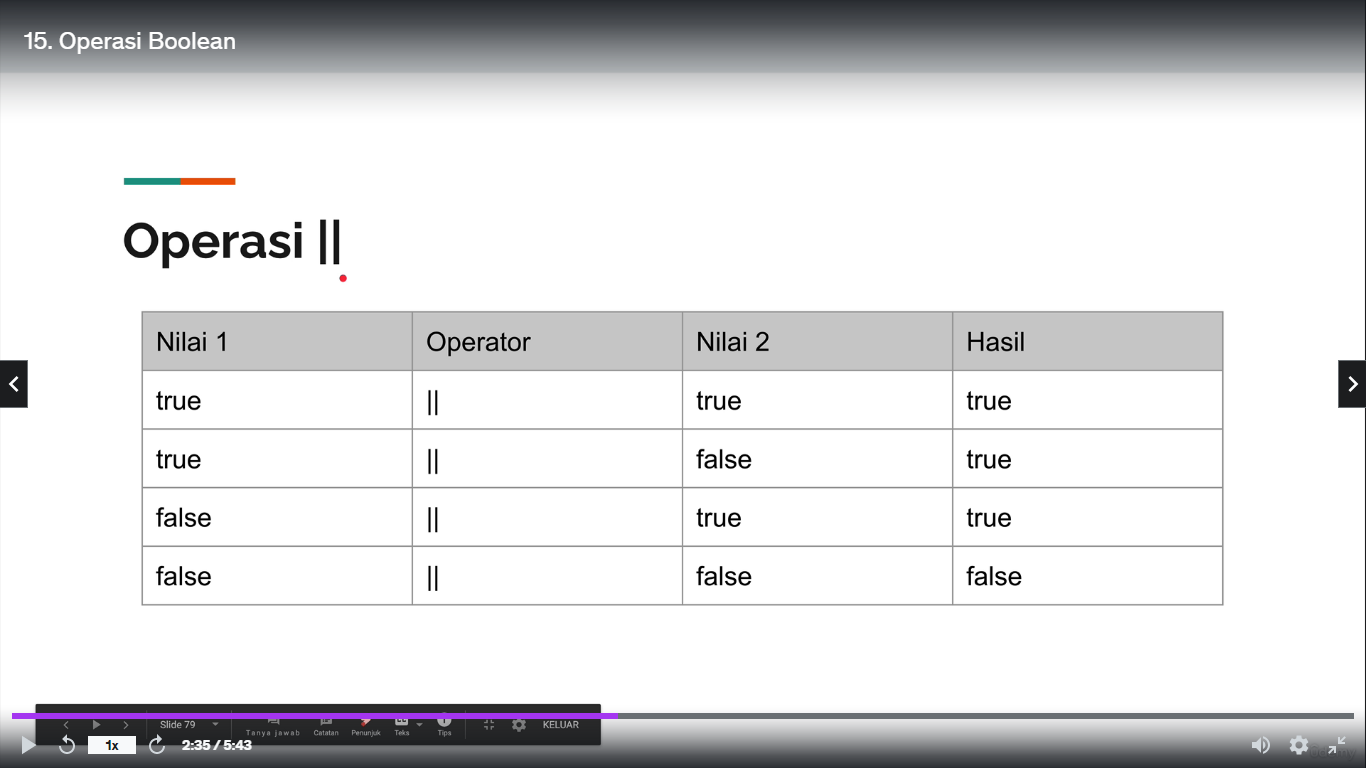 15. Operasi Boolean
Operasi ||
Nilai 1 Operator Nilai 2 Hasil
true || true true
true || false true
false || true true
false || false false
Slide 79
Tanya jawab Catatan Penunjuk Teks Tips KELUAR
1x 2:35 / 5:43